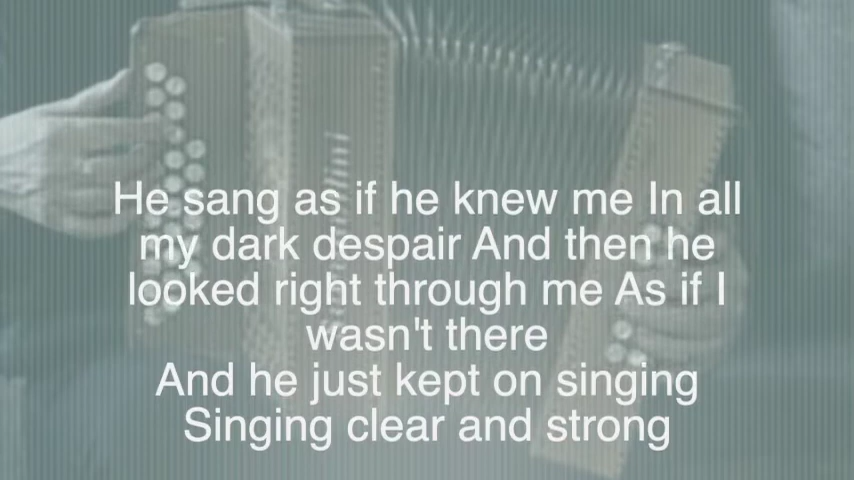 He sang as if he knew me In all
my dark despair And then he
looked right through me As if I
wasn't there
And he just kept on singing
Singing clear and strong